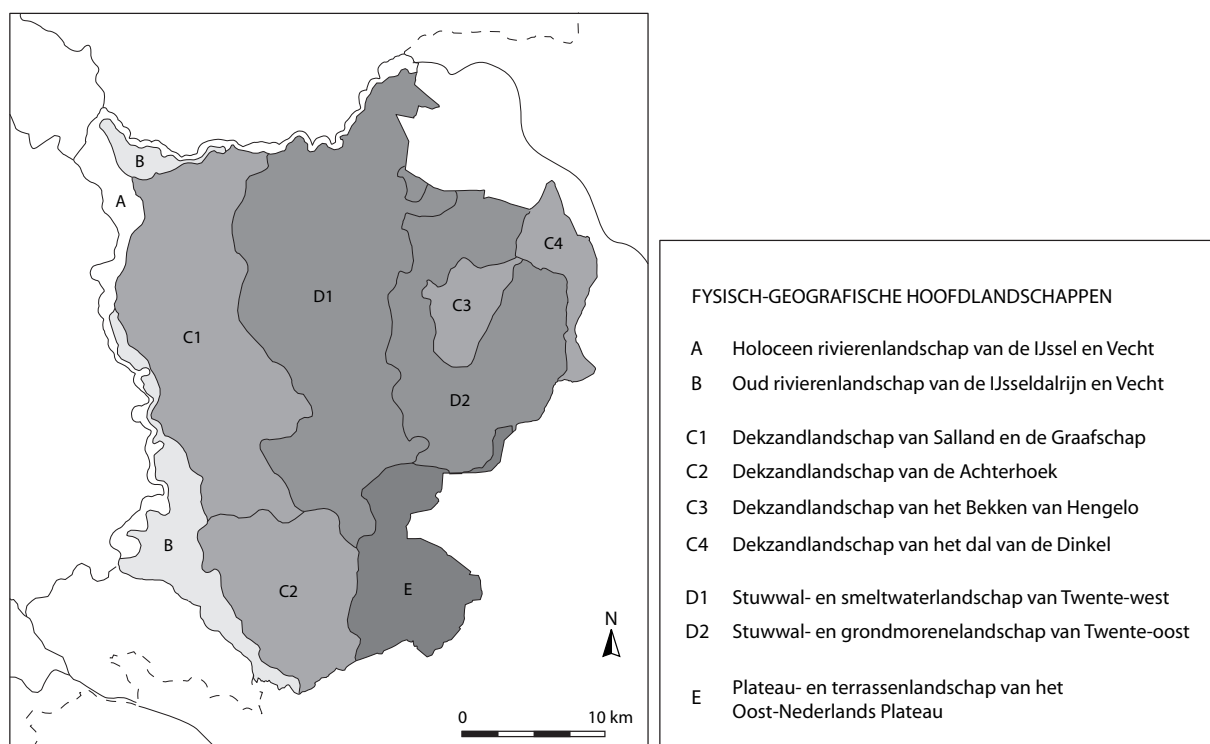 B
A
C4
D1
C3
C1
D2
B
C2
E
N
0 10 km
FYSISCH-GEOGRAFISCHE HOOFDLANDSCHAPPEN
A Holoceen rivierenlandschap van de IJssel en Vecht
B Oud rivierenlandschap van de IJsseldalrijn en Vecht
C1 Dekzandlandschap van Salland en de Graafschap
C2 Dekzandlandschap van de Achterhoek
C3 Dekzandlandschap van het Bekken van Hengelo
C4 Dekzandlandschap van het dal van de Dinkel
D1 Stuwwal- en smeltwaterlandschap van Twente-west
D2 Stuwwal- en grondmorenelandschap van Twente-oost
E Plateau- en terrassenlandschap van het
Oost-Nederlands Plateau